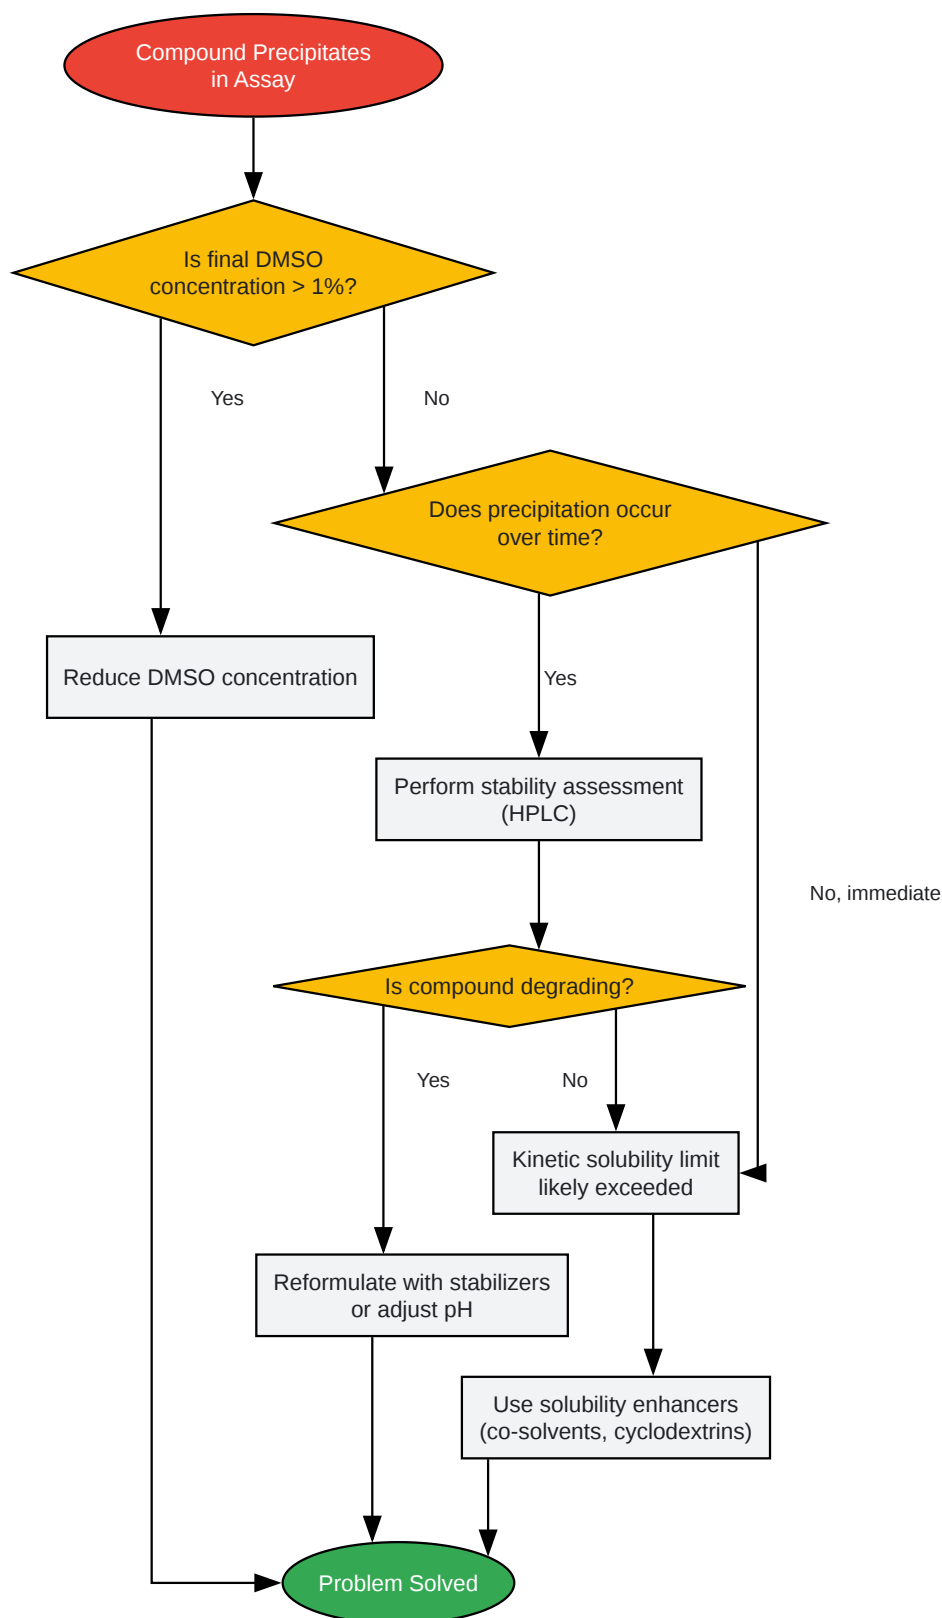 Compound Precipitates
in Assay
Is final DMSO
concentration > 1%?
Yes
No
Does precipitation occur
over time?
Reduce DMSO concentration
Yes
Perform stability assessment
(HPLC)
No, immediate
Is compound degrading?
Yes
No
Kinetic solubility limit
likely exceeded
Reformulate with stabilizers
or adjust pH
Use solubility enhancers
(co-solvents, cyclodextrins)
Problem Solved